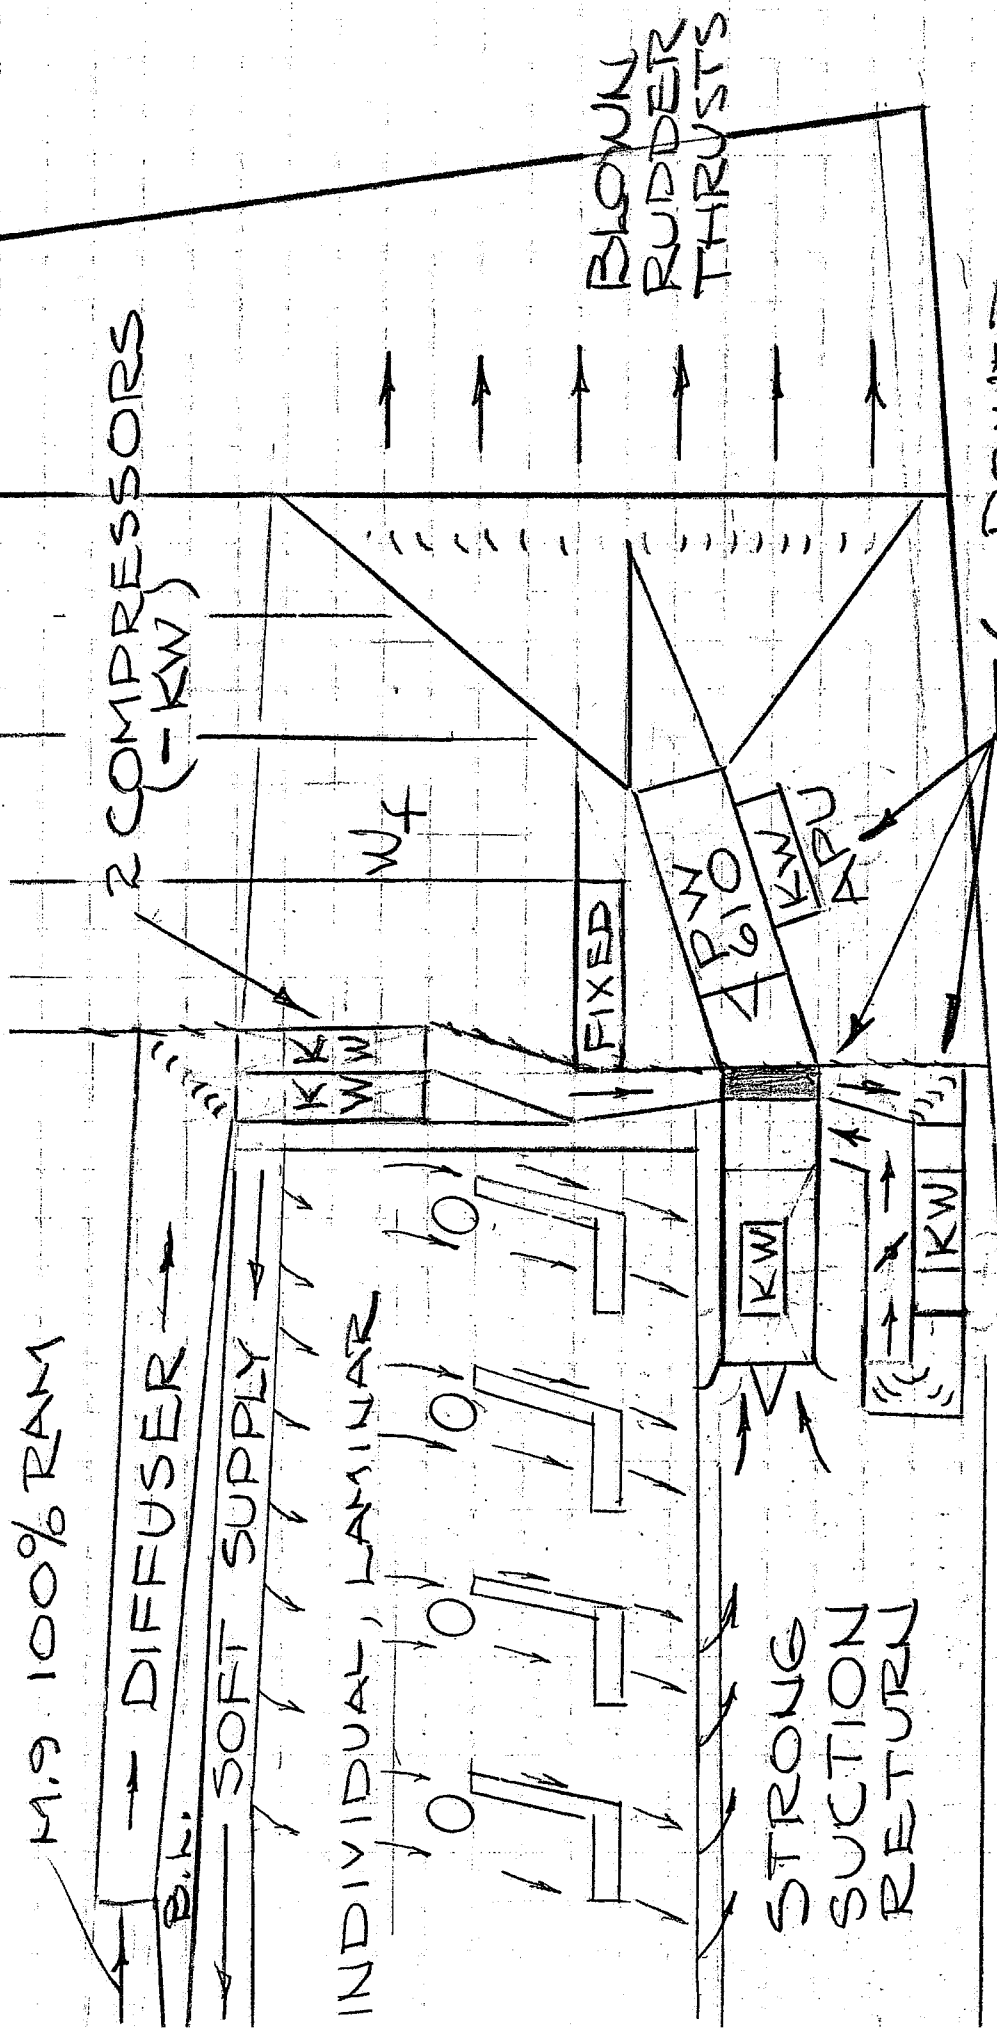 M.9 100% RAM
DIFFUSER
B.H.
SOFT SUPPLY
INDIVIDUAL, LAMINAR
STRONG
SUCTION
RETURN
2 COMPRESSORS
(-KW)
KW
KW
Wf
FIXED
PW
610
KW
APU
KW
KW
BLOWN
RUDDER
THRUSTS